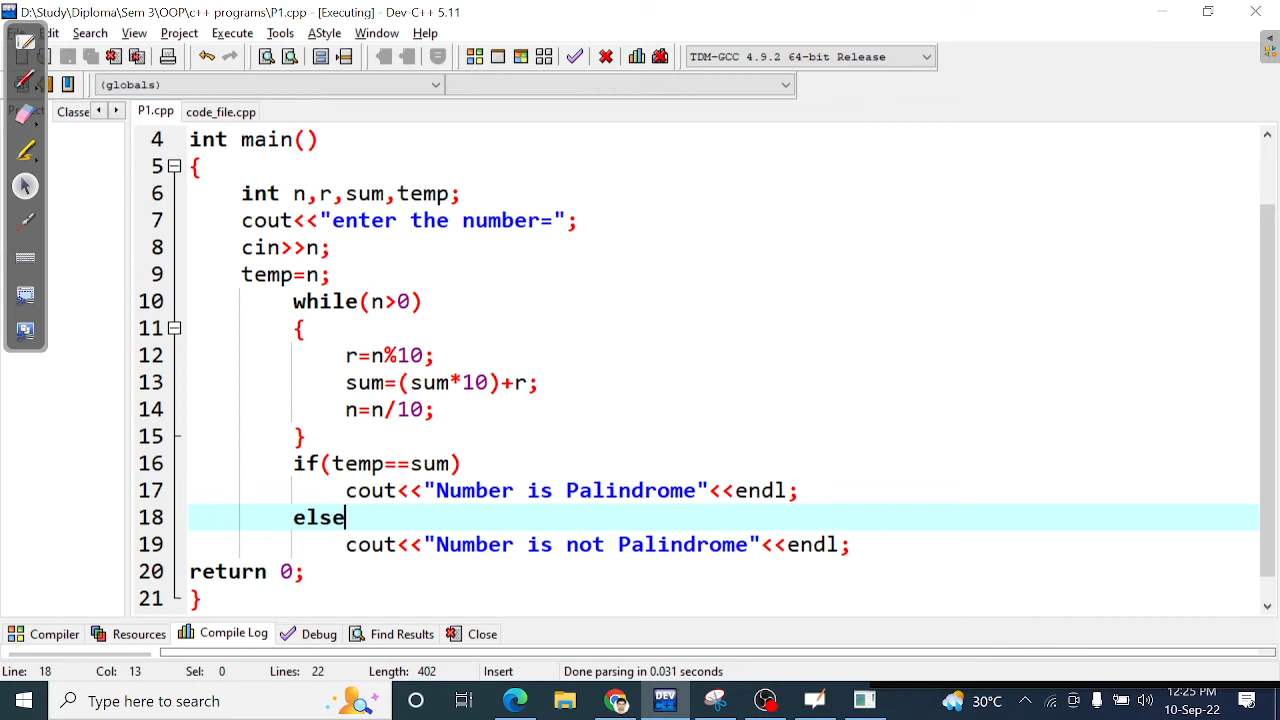 D:\Study\Diploma\Sem 3\OOP\c++ programs\P1.cpp - [Executing] - Dev-C++ 5.11
Search View Project Execute Tools AStyle Window Help
TDM-GCC 4.9.2 64-bit Release
(globals)
Classe P1.cpp code_file.cpp
4 int main()
5 {
6 int n,r,sum,temp;
7 cout<<"enter the number=";
8 cin>>n;
9 temp=n;
10 while(n>0)
11 {
12 r=n%10;
13 sum=(sum*10)+r;
14 n=n/10;
15 }
16 if(temp==sum)
17 cout<<"Number is Palindrome"<<endl;
18 else
19 cout<<"Number is not Palindrome"<<endl;
20 return 0;
21 }
Compiler Resources Compile Log Debug Find Results Close
Line: 18 Col: 13 Sel: 0 Lines: 22 Length: 402 Insert Done parsing in 0.031 seconds
Type here to search DEV 30°C 12:25 PM
10-Sep-22